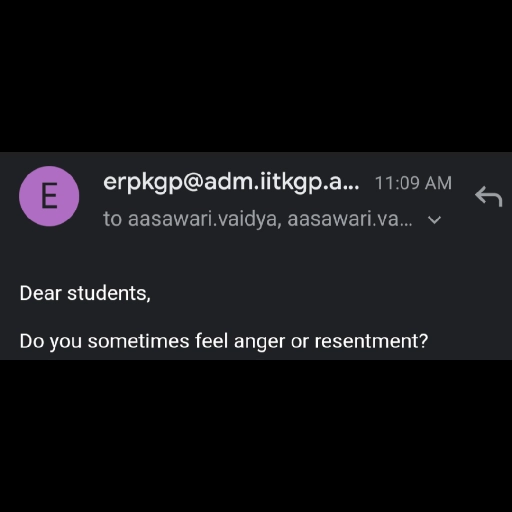 E
erpkgp@adm.iitkgp.a... 11:09 AM
to aasawari.vaidya, aasawari.va...
Dear students,
Do you sometimes feel anger or resentment?